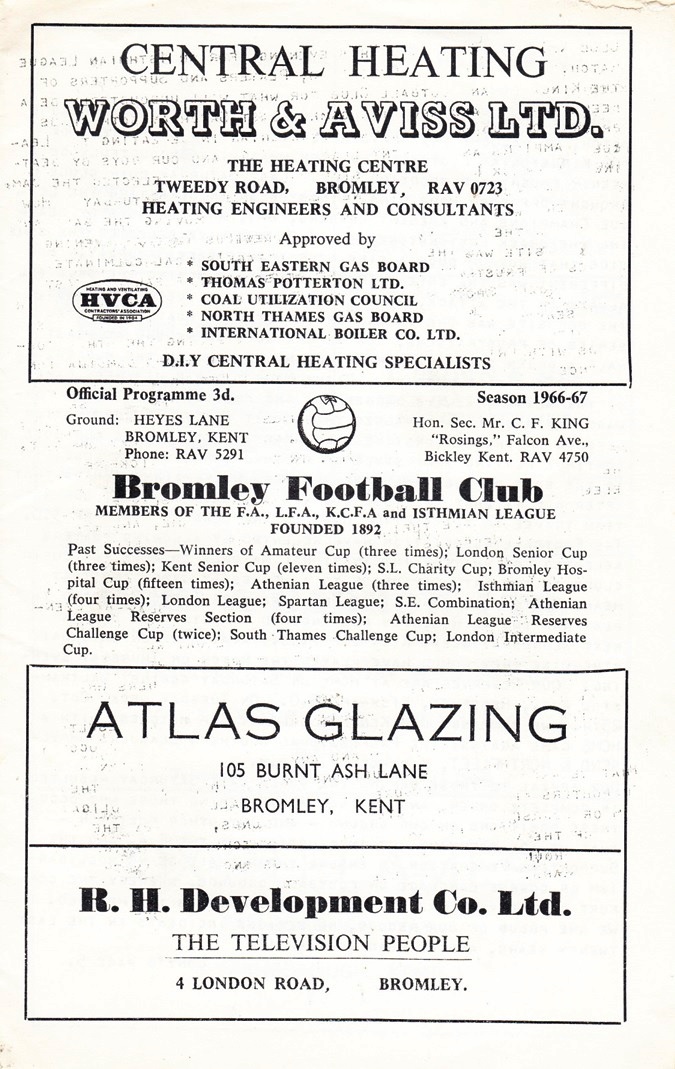 CENTRAL HEATING
WORTH & AVISS LTD.
THE HEATING CENTRE
TWEEDY ROAD, BROMLEY, RAV 0723
HEATING ENGINEERS AND CONSULTANTS
Approved by
* SOUTH EASTERN GAS BOARD
* THOMAS POTTERTON LTD.
* COAL UTILIZATION COUNCIL
* NORTH THAMES GAS BOARD
* INTERNATIONAL BOILER CO. LTD.
HEATING AND VENTILATING
HVCA
CONTRACTORS' ASSOCIATION
FOUNDED IN 1904
D.I.Y CENTRAL HEATING SPECIALISTS
Official Programme 3d.
Season 1966-67
Ground: HEYES LANE
BROMLEY, KENT
Phone: RAV 5291
Hon. Sec. Mr. C. F. KING
"Rosings," Falcon Ave.,
Bickley Kent. RAV 4750
Bromley Football Club
MEMBERS OF THE F.A., L.F.A., K.C.F.A and ISTHMIAN LEAGUE
FOUNDED 1892
Past Successes—Winners of Amateur Cup (three times); London Senior Cup
(three times); Kent Senior Cup (eleven times); S.L. Charity Cup; Bromley Hos-
pital Cup (fifteen times); Athenian League (three times); Isthmian League
(four times); London League; Spartan League; S.E. Combination; Athenian
League Reserves Section (four times); Athenian League Reserves
Challenge Cup (twice); South Thames Challenge Cup; London Intermediate
Cup.
ATLAS GLAZING
105 BURNT ASH LANE
BROMLEY, KENT
R. H. Development Co. Ltd.
THE TELEVISION PEOPLE
4 LONDON ROAD, BROMLEY.